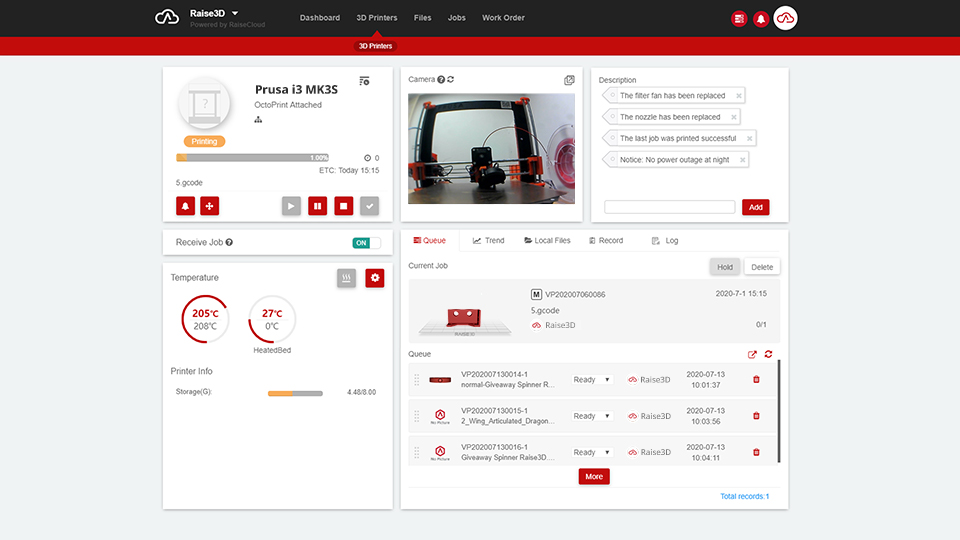 Raise3D
Powered by RaiseCloud
Dashboard
3D Printers
Files
Jobs
Work Order
3D Printers
Prusa i3 MK3S
OctoPrint Attached
Printing
1.00%
0
ETC: Today 15:15
5.gcode
Camera
Description
The filter fan has been replaced
The nozzle has been replaced
The last job was printed successful
Notice: No power outage at night
Add
Receive Job
ON
Temperature
205℃
208℃
27℃
0℃
HeatedBed
Printer Info
Storage(G):
4.48/8.00
Queue
Trend
Local Files
Record
Log
Current Job
Hold
Delete
M VP202007060086
2020-7-1 15:15
5.gcode
Raise3D
0/1
Queue
VP202007130014-1
normal-Giveaway Spinner R...
Ready
Raise3D
2020-07-13
10:01:37
No Picture
VP202007130015-1
2_Wing_Articulated_Dragon...
Ready
Raise3D
2020-07-13
10:03:56
No Picture
VP202007130016-1
Giveaway Spinner Raise3D....
Ready
Raise3D
2020-07-13
10:04:11
More
Total records:1